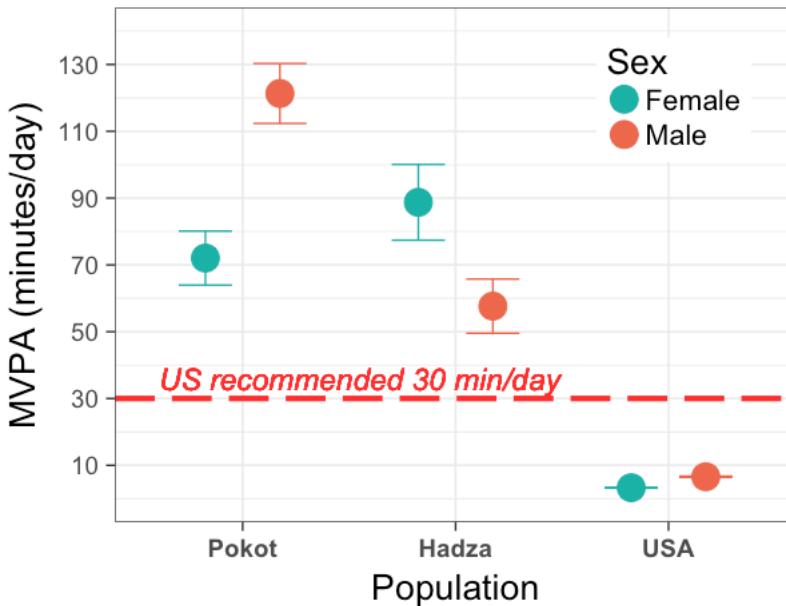 MVPA (minutes/day)
130
110
90
70
50
30
10
Sex
Female
Male
US recommended 30 min/day
Pokot
Hadza
USA
Population